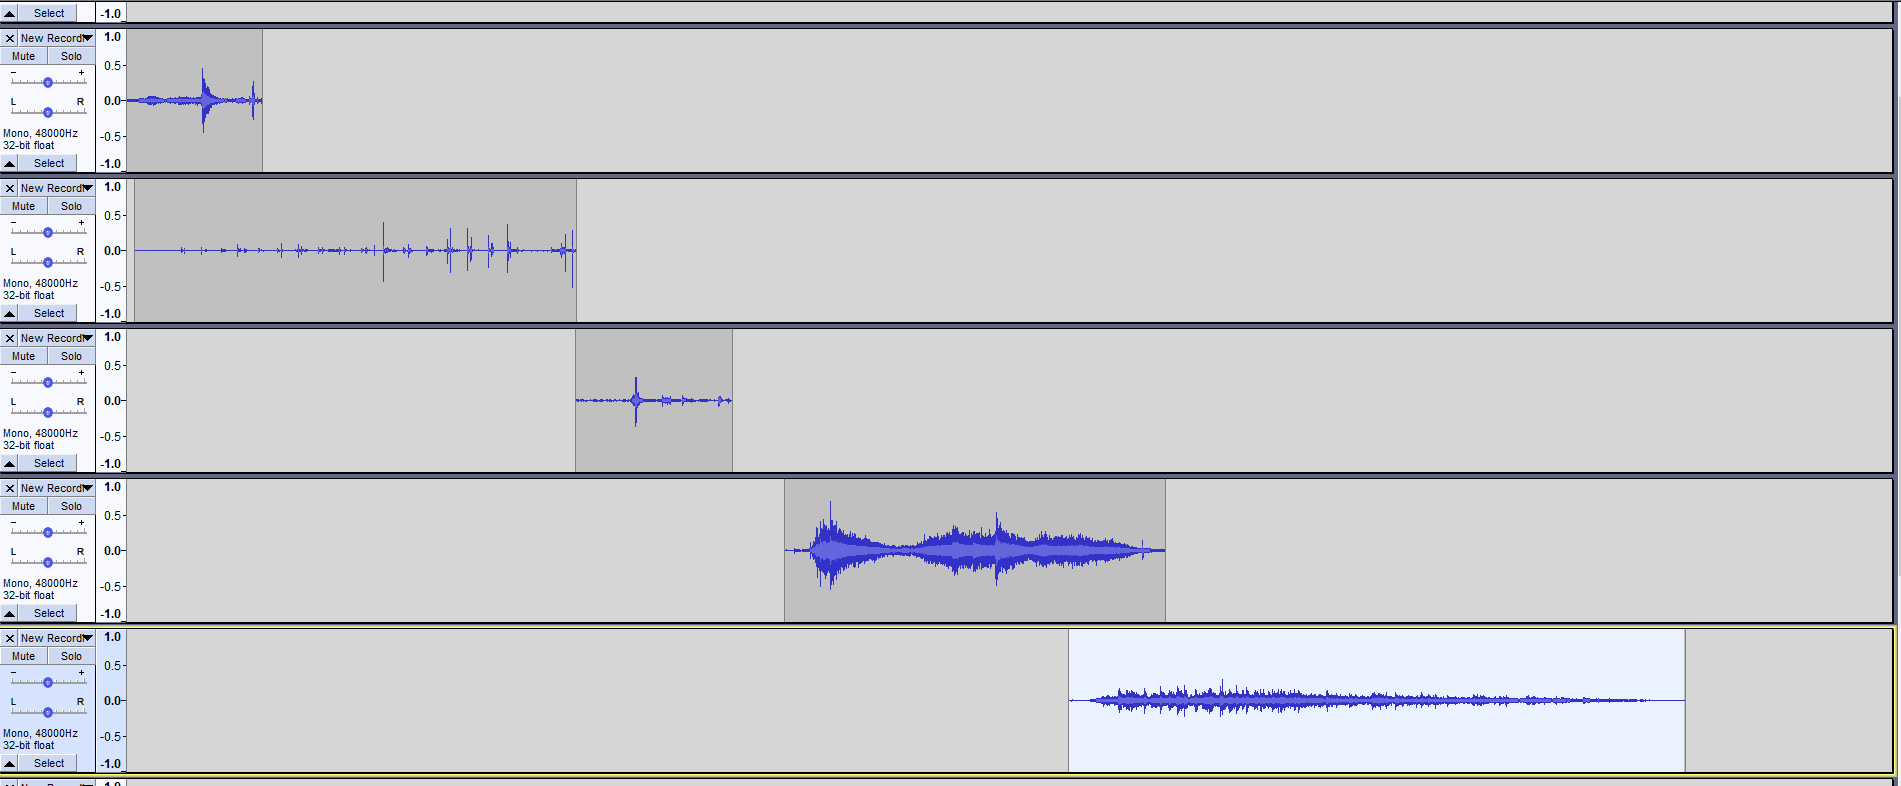 Select -1.0
× New Record 1.0
Mute Solo 0.5
- +
0.0
L R
-0.5
Mono, 48000Hz
32-bit float
Select -1.0
× New Record 1.0
Mute Solo 0.5
- +
0.0
L R
-0.5
Mono, 48000Hz
32-bit float
Select -1.0
× New Record 1.0
Mute Solo 0.5
- +
0.0
L R
-0.5
Mono, 48000Hz
32-bit float
Select -1.0
× New Record 1.0
Mute Solo 0.5
- +
0.0
L R
-0.5
Mono, 48000Hz
32-bit float
Select -1.0
× New Record 1.0
Mute Solo 0.5
- +
0.0
L R
-0.5
Mono, 48000Hz
32-bit float
Select -1.0